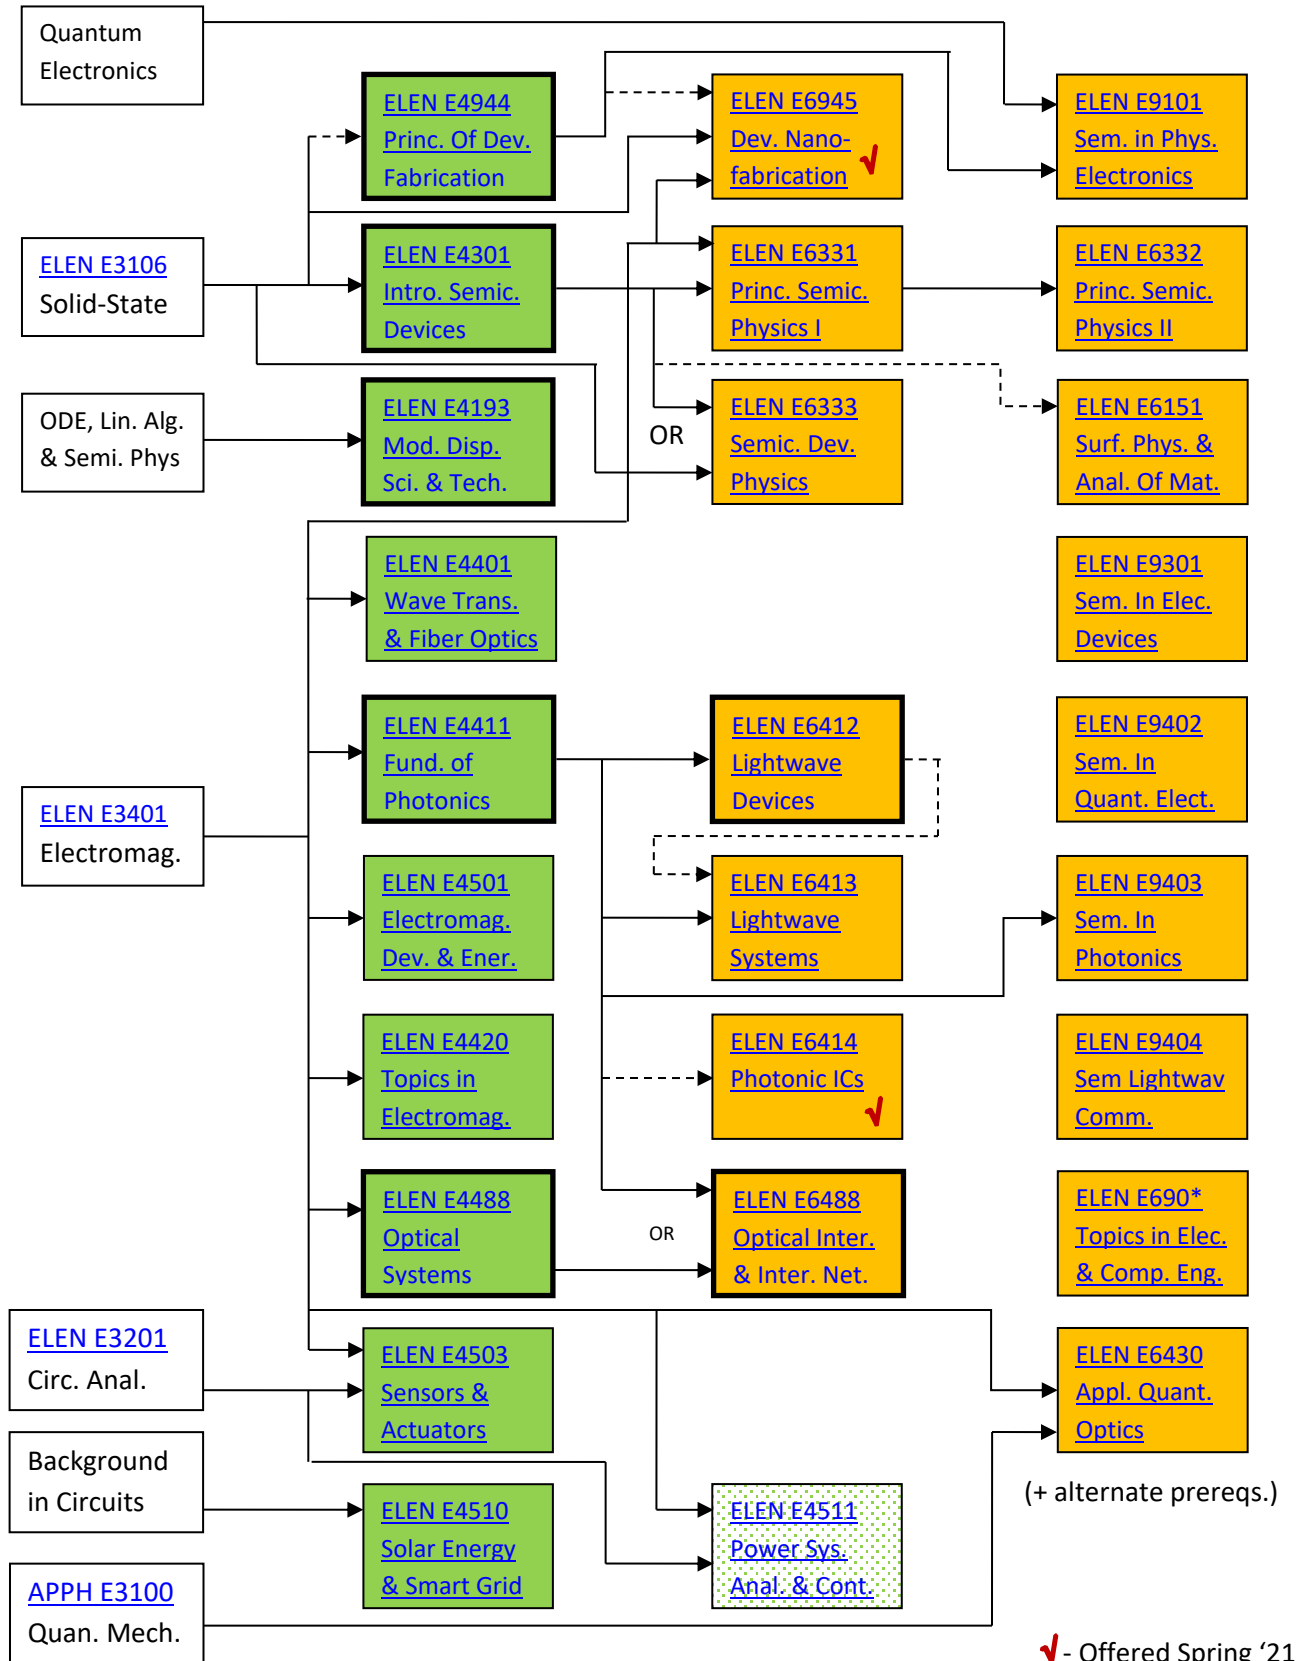 Quantum
Electronics
ELEN E4944
Princ. Of Dev.
Fabrication
ELEN E6945
Dev. Nano-
fabrication √
ELEN E9101
Sem. in Phys.
Electronics
ELEN E3106
Solid-State
ELEN E4301
Intro. Semic.
Devices
ELEN E6331
Princ. Semic.
Physics I
ELEN E6332
Princ. Semic.
Physics II
ODE, Lin. Alg.
& Semi. Phys
ELEN E4193
Mod. Disp.
Sci. & Tech.
OR
ELEN E6333
Semic. Dev.
Physics
ELEN E6151
Surf. Phys. &
Anal. Of Mat.
ELEN E4401
Wave Trans.
& Fiber Optics
ELEN E9301
Sem. In Elec.
Devices
ELEN E4411
Fund. of
Photonics
ELEN E6412
Lightwave
Devices
ELEN E9402
Sem. In
Quant. Elect.
ELEN E3401
Electromag.
ELEN E4501
Electromag.
Dev. & Ener.
ELEN E6413
Lightwave
Systems
ELEN E9403
Sem. In
Photonics
ELEN E4420
Topics in
Electromag.
ELEN E6414
Photonic ICs
√
ELEN E9404
Sem Lightwav
Comm.
ELEN E4488
Optical
Systems
OR
ELEN E6488
Optical Inter.
& Inter. Net.
ELEN E690*
Topics in Elec.
& Comp. Eng.
ELEN E3201
Circ. Anal.
ELEN E4503
Sensors &
Actuators
ELEN E6430
Appl. Quant.
Optics
(+ alternate prereqs.)
Background
in Circuits
ELEN E4510
Solar Energy
& Smart Grid
ELEN E4511
Power Sys.
Anal. & Cont.
APPH E3100
Quan. Mech.
√ - Offered Spring ‘21